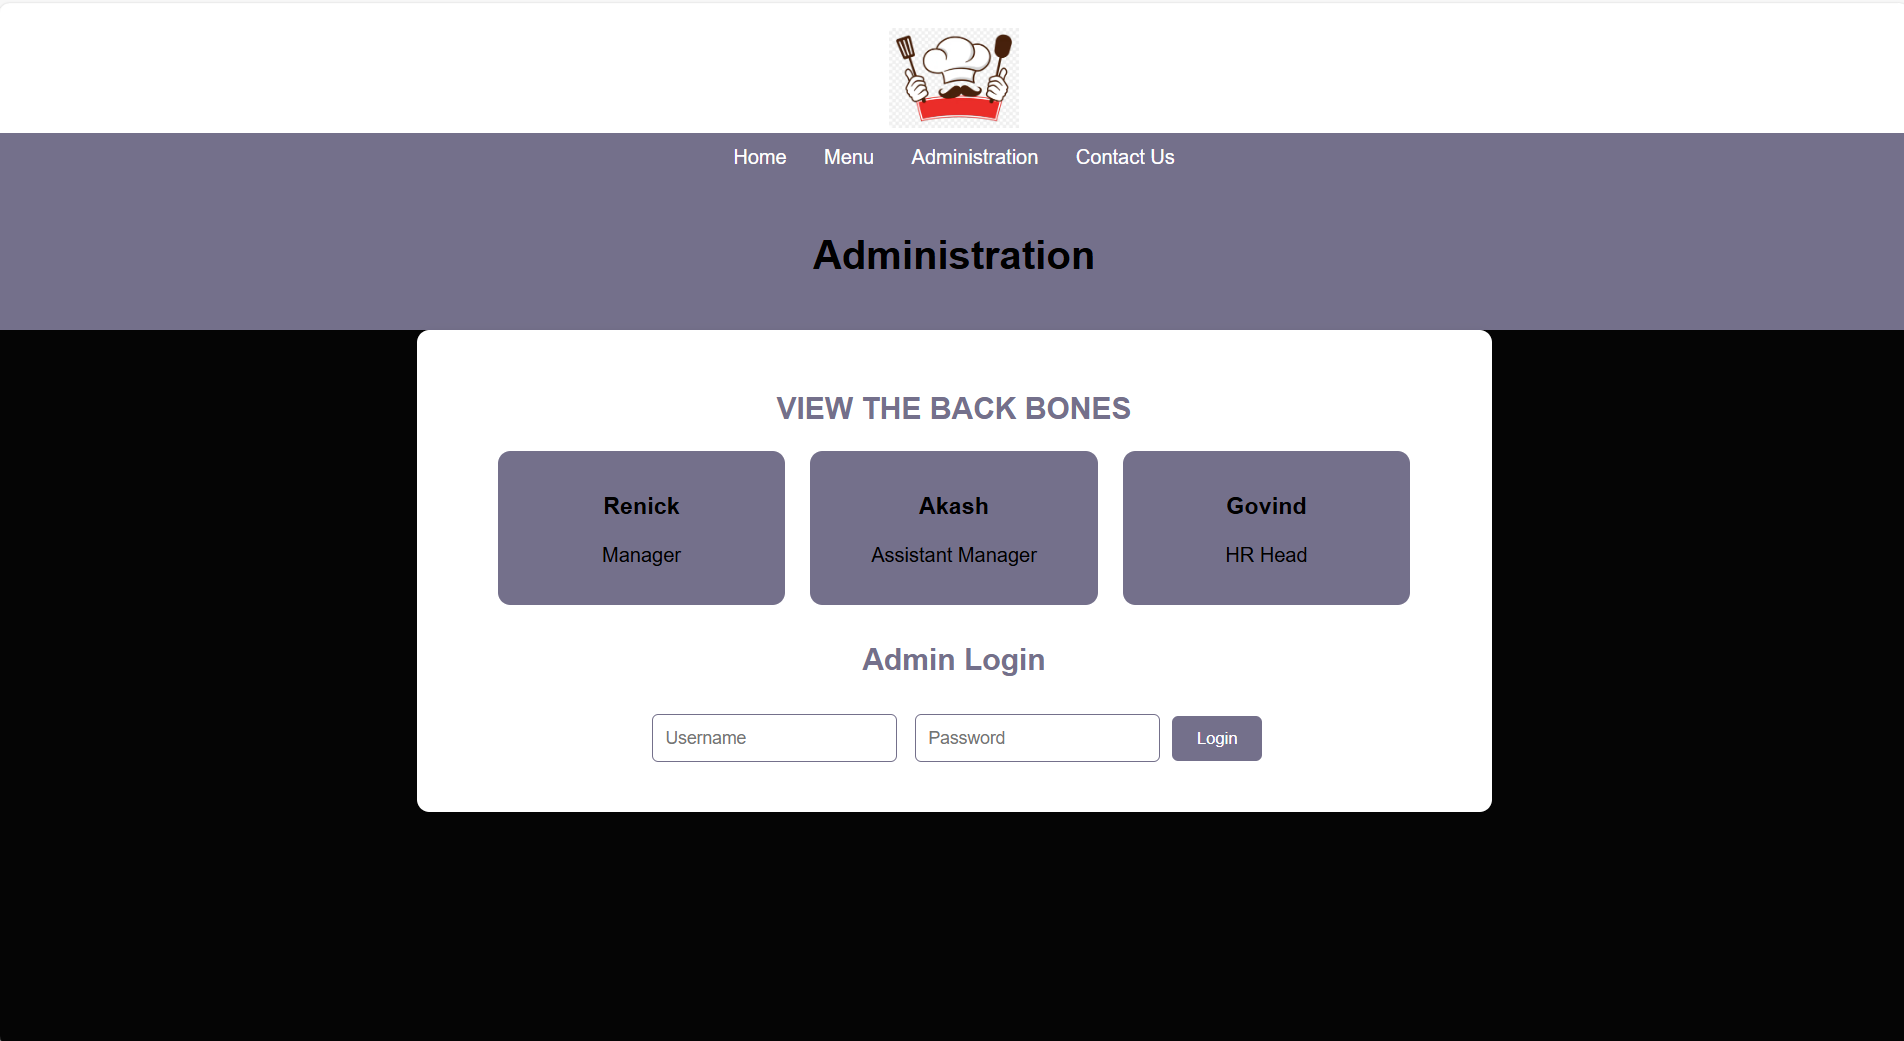 Home Menu Administration Contact Us
Administration
VIEW THE BACK BONES
Renick Akash Govind
Manager Assistant Manager HR Head
Admin Login
Username Password Login